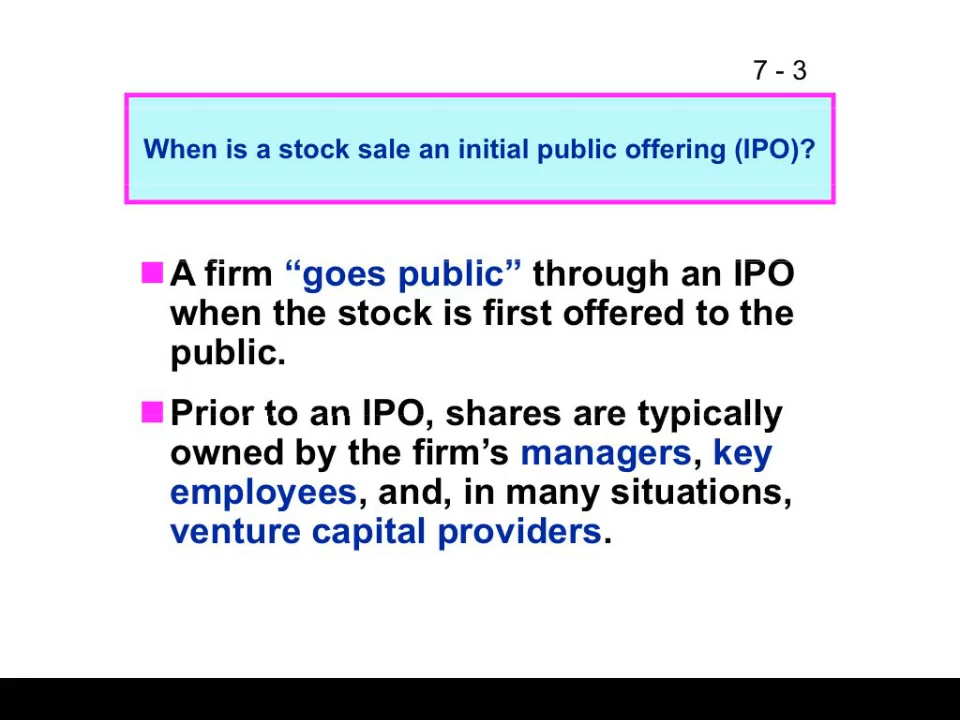 7 - 3
When is a stock sale an initial public offering (IPO)?
A firm “goes public” through an IPO
when the stock is first offered to the
public.
Prior to an IPO, shares are typically
owned by the firm’s managers, key
employees, and, in many situations,
venture capital providers.